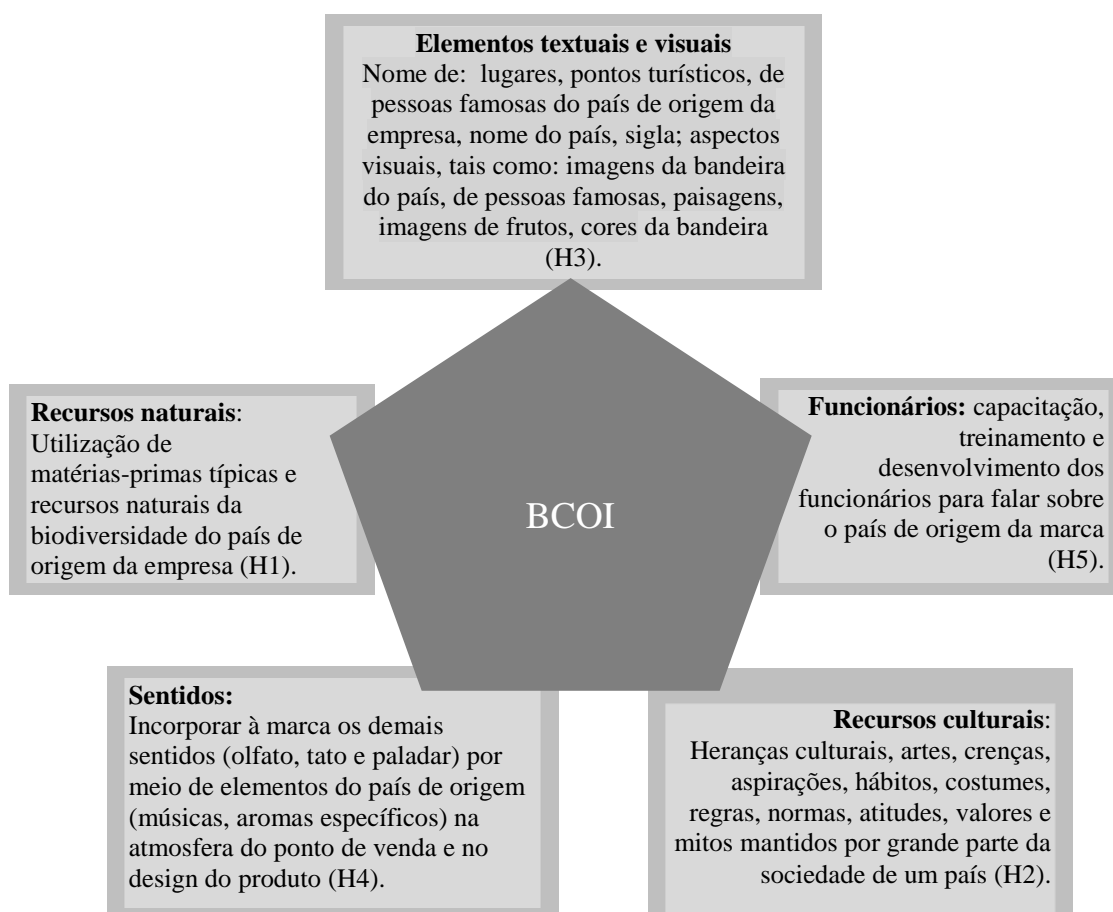 Elementos textuais e visuais
Nome de: lugares, pontos turísticos, de
pessoas famosas do país de origem da
empresa, nome do país, sigla; aspectos
visuais, tais como: imagens da bandeira
do país, de pessoas famosas, paisagens,
imagens de frutos, cores da bandeira
(H3).
Recursos naturais:
Utilização de
matérias-primas típicas e
recursos naturais da
biodiversidade do país de
origem da empresa (H1).
BCOI
Funcionários: capacitação,
treinamento e
desenvolvimento dos
funcionários para falar sobre
o país de origem da marca
(H5).
Sentidos:
Incorporar à marca os demais
sentidos (olfato, tato e paladar) por
meio de elementos do país de origem
(músicas, aromas específicos) na
atmosfera do ponto de venda e no
design do produto (H4).
Recursos culturais:
Heranças culturais, artes, crenças,
aspirações, hábitos, costumes,
regras, normas, atitudes, valores e
mitos mantidos por grande parte da
sociedade de um país (H2).